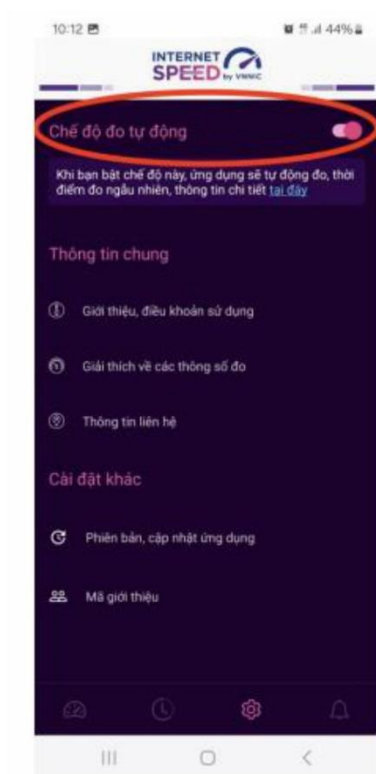 10:12
44%
INTERNET
SPEED by VNNIC
Chế độ đo tự động
Khi bạn bật chế độ này, ứng dụng sẽ tự động đo, thời
điểm đo ngẫu nhiên, thông tin chi tiết tại đây
Thông tin chung
Giới thiệu, điều khoản sử dụng
Giải thích về các thông số đo
Thông tin liên hệ
Cài đặt khác
Phiên bản, cập nhật ứng dụng
Mã giới thiệu